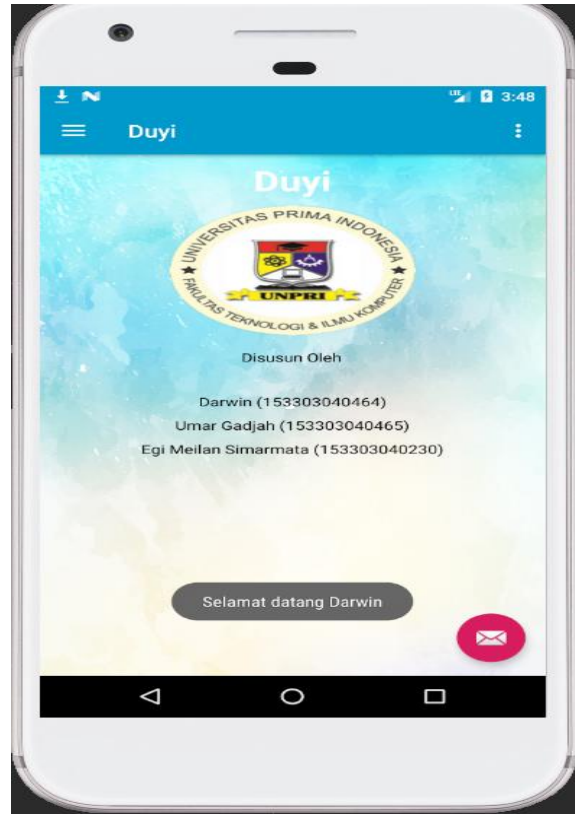 LTE 3:48
Duyi
Duyi
UNIVERSITAS PRIMA INDONESIA
UNPRI
FAKULTAS TEKNOLOGI & ILMU KOMPUTER
Disusun Oleh
Darwin (153303040464)
Umar Gadjah (153303040465)
Egi Meilan Simarmata (153303040230)
Selamat datang Darwin